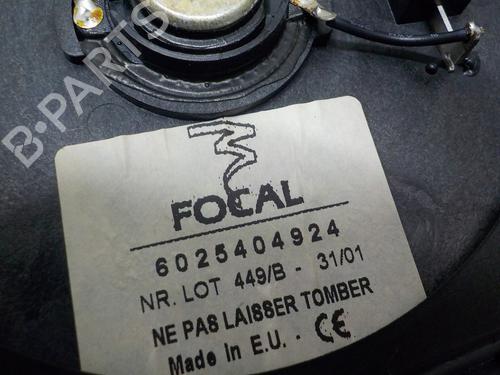 B-PARTS
FOCAL
6025404924
NR. LOT 449/B - 31/01
NE PAS LAISSER TOMBER
Made In E.U. - CE